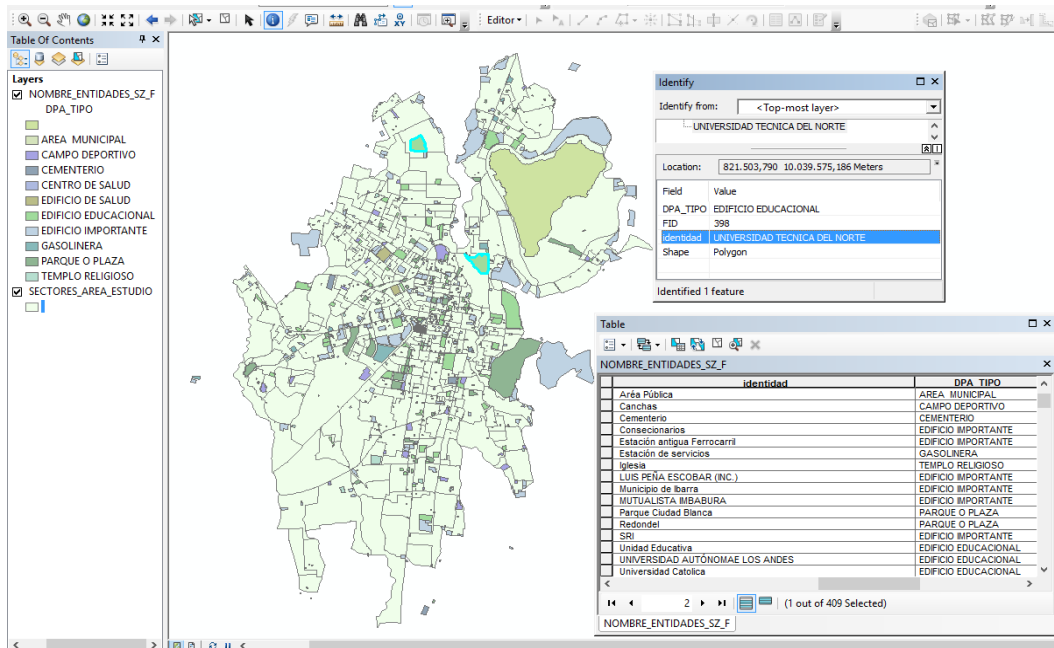 Editor
Table Of Contents
Layers
NOMBRE_ENTIDADES_SZ_F
DPA_TIPO
AREA MUNICIPAL
CAMPO DEPORTIVO
CEMENTERIO
CENTRO DE SALUD
EDIFICIO DE SALUD
EDIFICIO EDUCACIONAL
EDIFICIO IMPORTANTE
GASOLINERA
PARQUE O PLAZA
TEMPLO RELIGIOSO
SECTORES_AREA_ESTUDIO
Identify
Identify from: <Top-most layer>
UNIVERSIDAD TECNICA DEL NORTE
Location: 821.503,790 10.039.575,186 Meters
Field Value
DPA_TIPO EDIFICIO EDUCACIONAL
FID 398
identidad UNIVERSIDAD TECNICA DEL NORTE
Shape Polygon
Identified 1 feature
Table
NOMBRE_ENTIDADES_SZ_F
identidad DPA_TIPO
Aréa Pública AREA MUNICIPAL
Canchas CAMPO DEPORTIVO
Cementerio CEMENTERIO
Consecionarios EDIFICIO IMPORTANTE
Estación antigua Ferrocarril EDIFICIO IMPORTANTE
Estación de servicios GASOLINERA
Iglesia TEMPLO RELIGIOSO
LUIS PEÑA ESCOBAR (INC.) EDIFICIO IMPORTANTE
Municipio de Ibarra EDIFICIO IMPORTANTE
MUTUALISTA IMBABURA EDIFICIO IMPORTANTE
Parque Ciudad Blanca PARQUE O PLAZA
Redondel PARQUE O PLAZA
SRI EDIFICIO IMPORTANTE
Unidad Educativa EDIFICIO EDUCACIONAL
UNIVERSIDAD AUTÓNOMAE LOS ANDES EDIFICIO EDUCACIONAL
Universidad Catolica EDIFICIO EDUCACIONAL
2 (1 out of 409 Selected)
NOMBRE_ENTIDADES_SZ_F